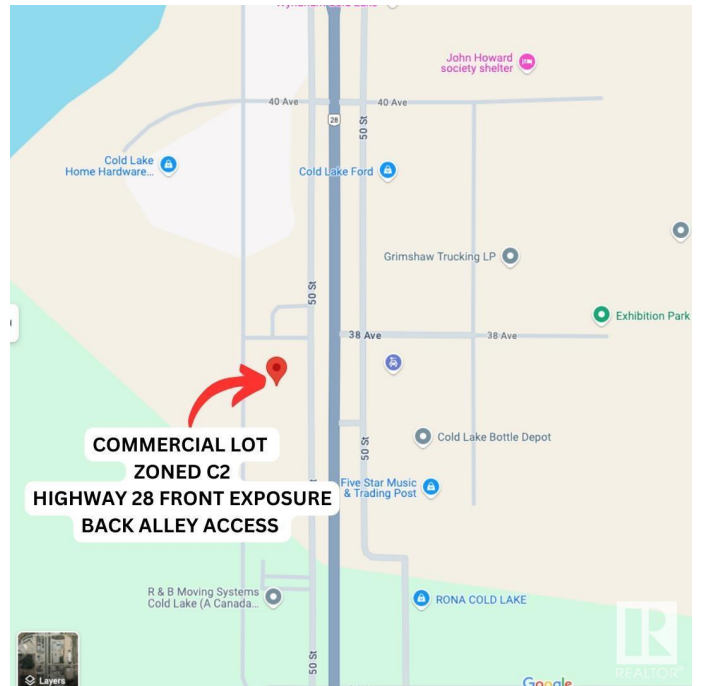 John Howard
society shelter
40 Ave
40 Ave
28
50 St
Cold Lake
Home Hardware...
Cold Lake Ford
Grimshaw Trucking LP
50 St
Exhibition Park
38 Ave
38 Ave
COMMERCIAL LOT
ZONED C2
HIGHWAY 28 FRONT EXPOSURE
BACK ALLEY ACCESS
Cold Lake Bottle Depot
50 St
Five Star Music
& Trading Post
R & B Moving Systems
Cold Lake (A Canada...
RONA COLD LAKE
50 St
Layers
Google
REALTOR®